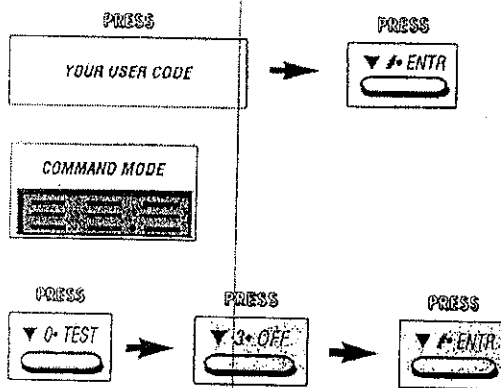 PRESS PRESS
YOUR USER CODE ▼ #• ENTR
COMMAND MODE
PRESS PRESS PRESS
▼ 0• TEST ▼ 3• OFF ▼ #• ENTR